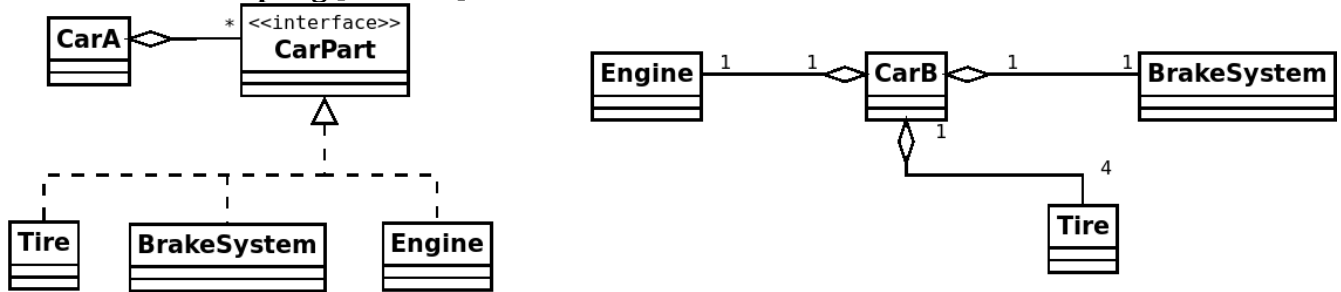 CarA
*
<<interface>>
CarPart
Tire
BrakeSystem
Engine
Engine
1
1
CarB
1
1
BrakeSystem
1
4
Tire